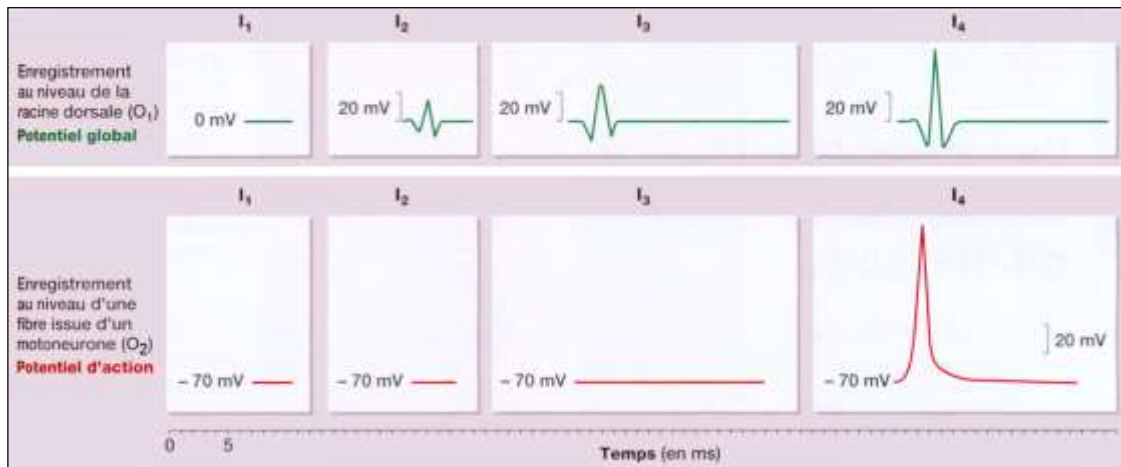 I₁ I₂ I₃ I₄
Enregistrement
au niveau de la
racine dorsale (O₁)
Potentiel global
0 mV
20 mV
20 mV
20 mV
I₁ I₂ I₃ I₄
Enregistrement
au niveau d'une
fibre issue d'un
motoneurone (O₂)
Potentiel d'action
– 70 mV
– 70 mV
– 70 mV
– 70 mV
20 mV
0 5
Temps (en ms)